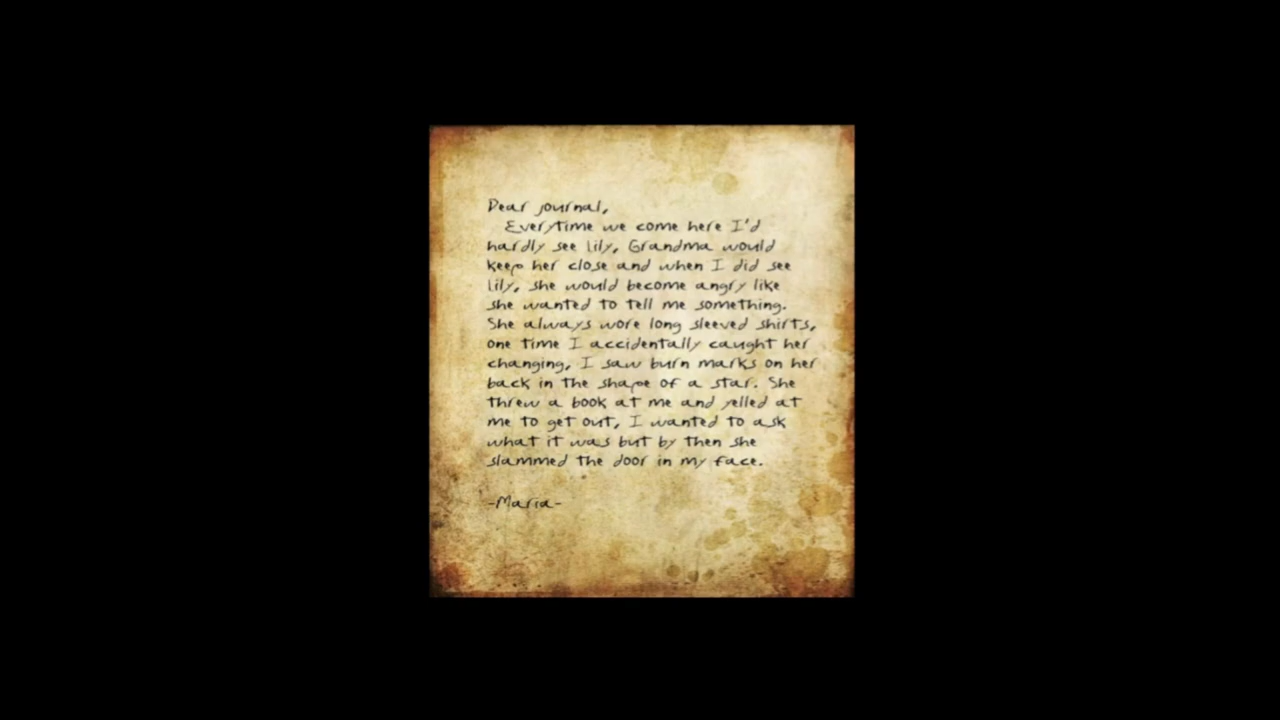 Dear journal,
Everytime we come here I'd
hardly see lily, Grandma would
keep her close and when I did see
lily, she would become angry like
she wanted to tell me something.
She always wore long sleeved shirts,
one time I accidentally caught her
changing, I saw burn marks on her
back in the shape of a star. She
threw a book at me and yelled at
me to get out, I wanted to ask
what it was but by then she
slammed the door in my face.
-Maria-